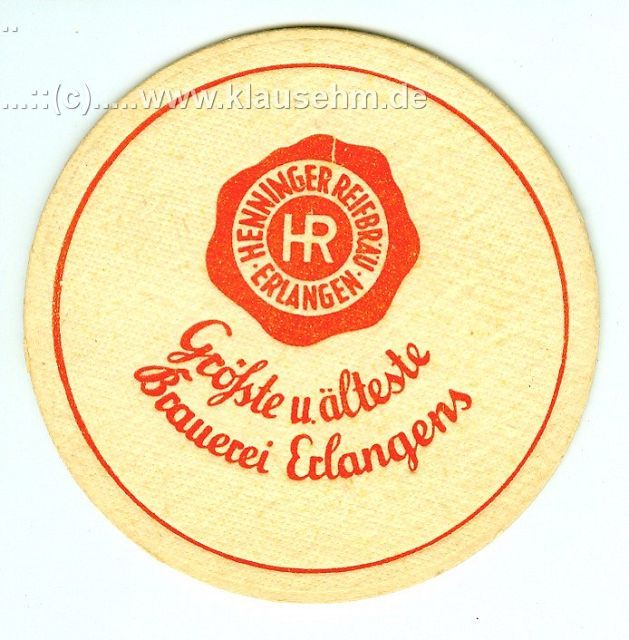 ...::(c).....www.klausehm.de
HENNINGER REIFBRÄU
HR
· ERLANGEN ·
Größte u. älteste
Brauerei Erlangens